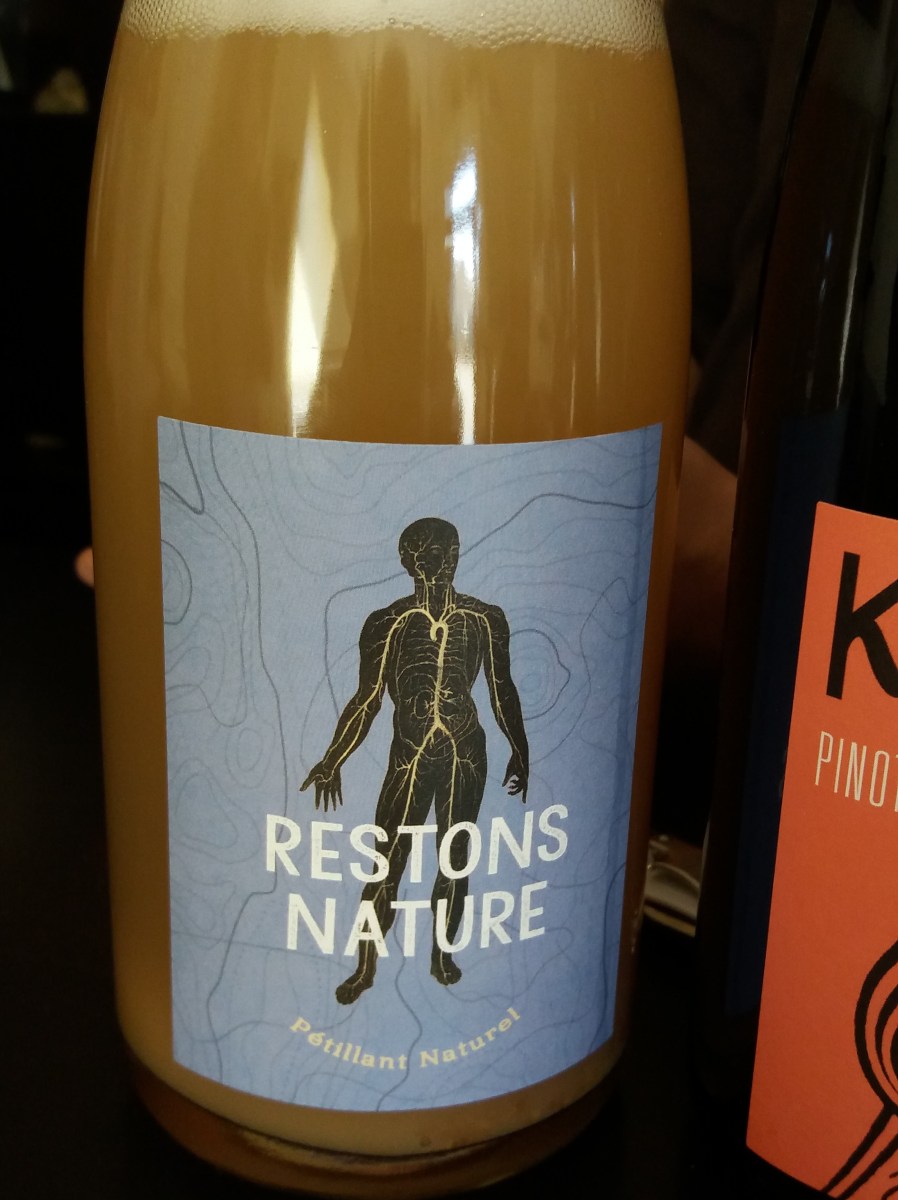 RESTONS
NATURE
Pétillant Naturel
K
PINOT